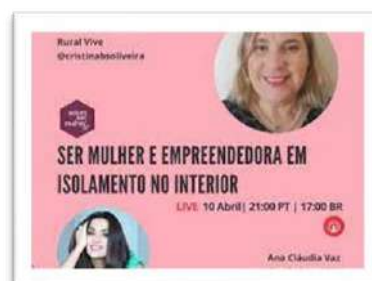 Rural Vive
@cristinabsoliveira
SER MULHER E EMPREENDEDORA EM
ISOLAMENTO NO INTERIOR
LIVE 10 Abril| 21:00 PT | 17:00 BR
Ana Cláudia Vaz